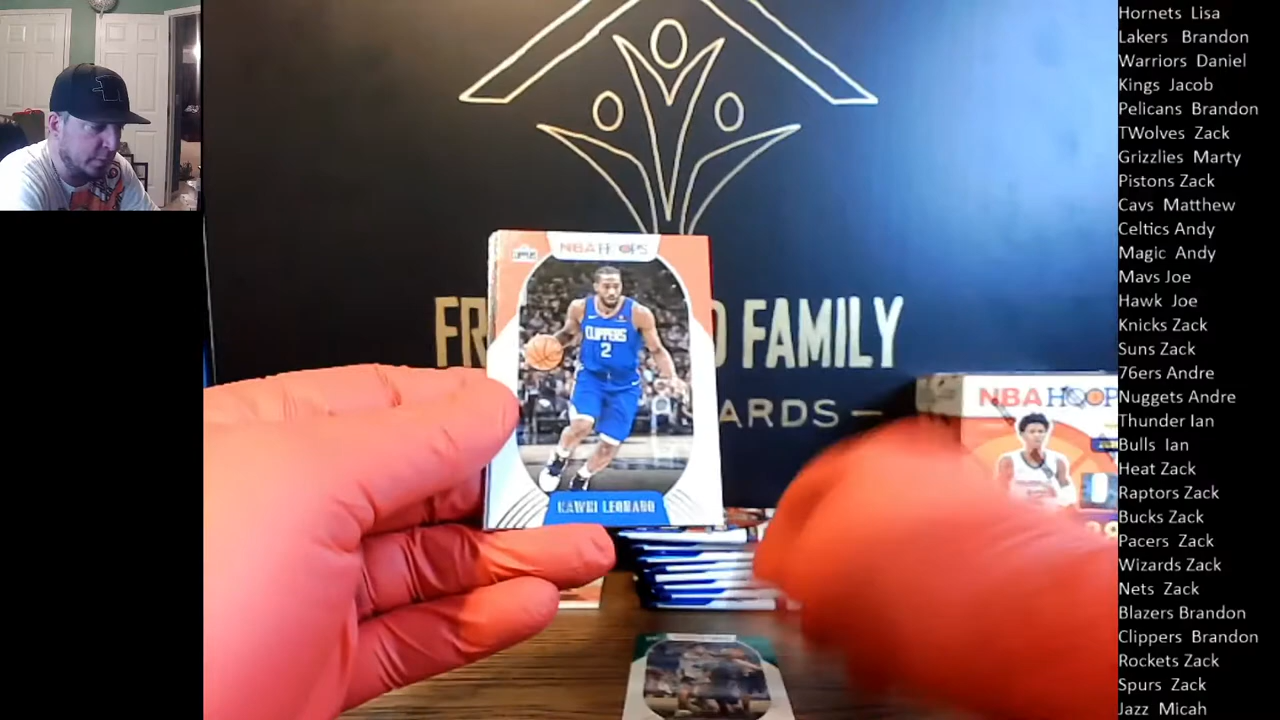 Hornets Lisa
Lakers Brandon
Warriors Daniel
Kings Jacob
Pelicans Brandon
TWolves Zack
Grizzlies Marty
Pistons Zack
Cavs Matthew
Celtics Andy
Magic Andy
Mavs Joe
Hawk Joe
Knicks Zack
Suns Zack
76ers Andre
Nuggets Andre
Thunder Ian
Bulls Ian
Heat Zack
Raptors Zack
Bucks Zack
Pacers Zack
Wizards Zack
Nets Zack
Blazers Brandon
Clippers Brandon
Rockets Zack
Spurs Zack
Jazz Micah
NBA HOOPS
CLIPPERS
2
KAWHI LEONARD
FR D FAMILY
ARDS —
NBA HOOP